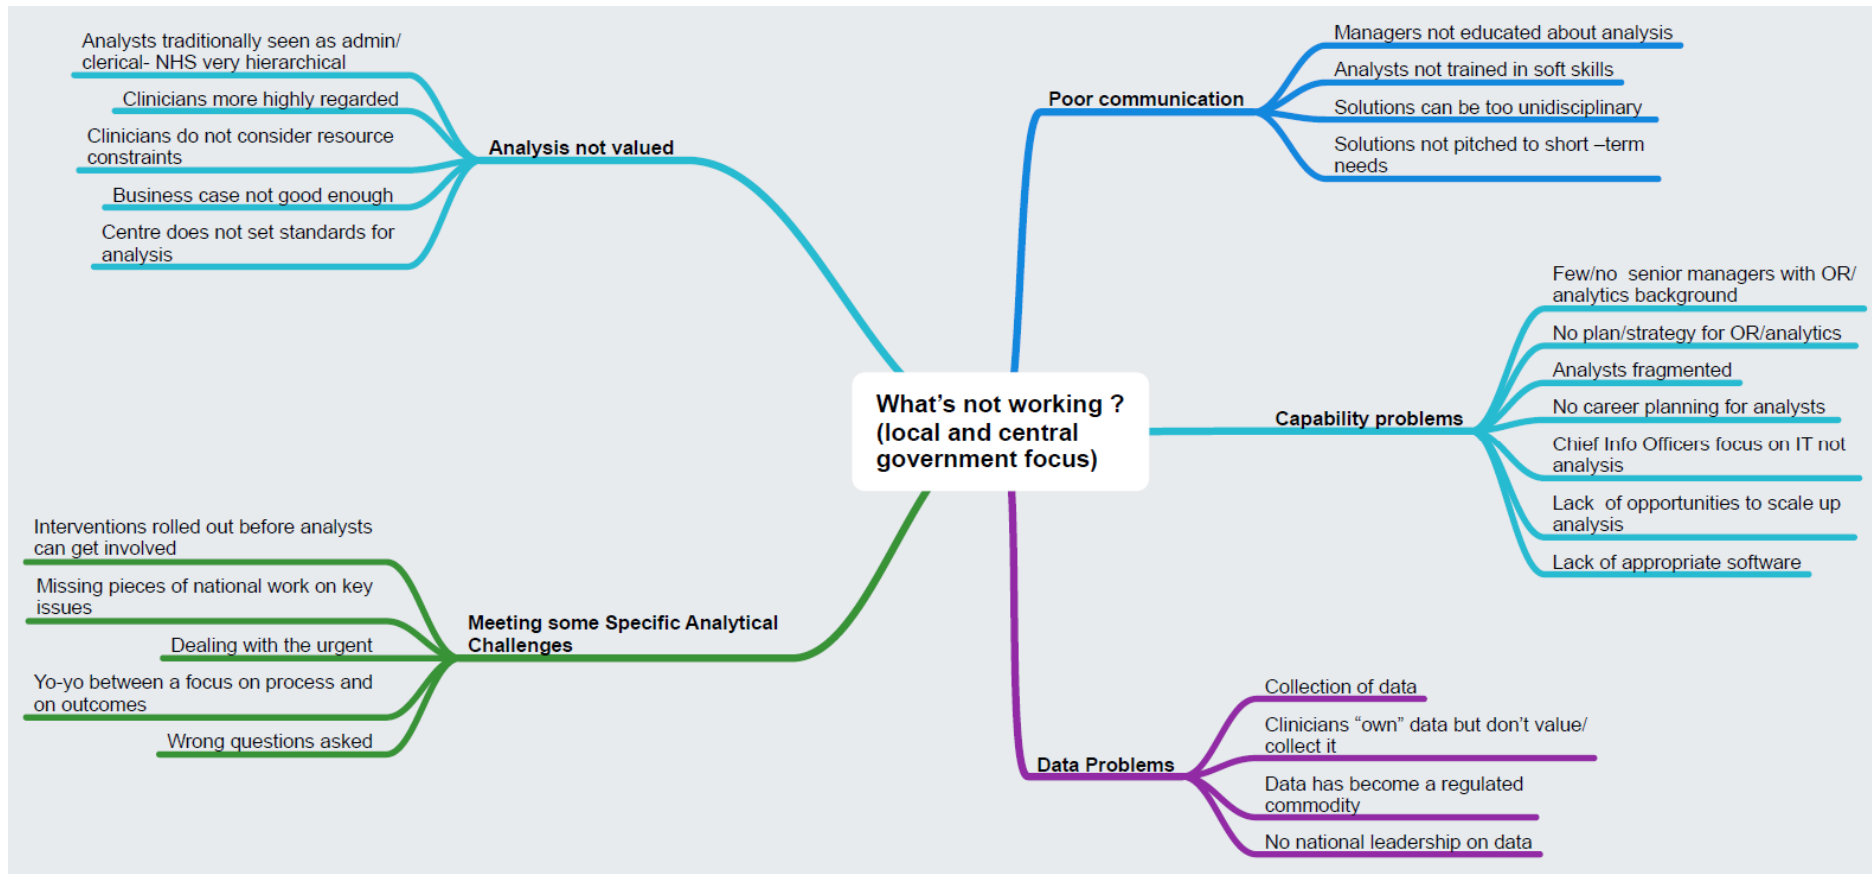 Analysts traditionally seen as admin/
clerical- NHS very hierarchical
Clinicians more highly regarded
Clinicians do not consider resource
constraints
Business case not good enough
Centre does not set standards for
analysis
Analysis not valued
Poor communication
Managers not educated about analysis
Analysts not trained in soft skills
Solutions can be too unidisciplinary
Solutions not pitched to short –term
needs
What’s not working ?
(local and central
government focus)
Capability problems
Few/no  senior managers with OR/
analytics background
No plan/strategy for OR/analytics
Analysts fragmented
No career planning for analysts
Chief Info Officers focus on IT not
analysis
Lack  of opportunities to scale up
analysis
Lack of appropriate software
Interventions rolled out before analysts
can get involved
Missing pieces of national work on key
issues
Dealing with the urgent
Yo-yo between a focus on process and
on outcomes
Wrong questions asked
Meeting some Specific Analytical
Challenges
Data Problems
Collection of data
Clinicians “own” data but don’t value/
collect it
Data has become a regulated
commodity
No national leadership on data